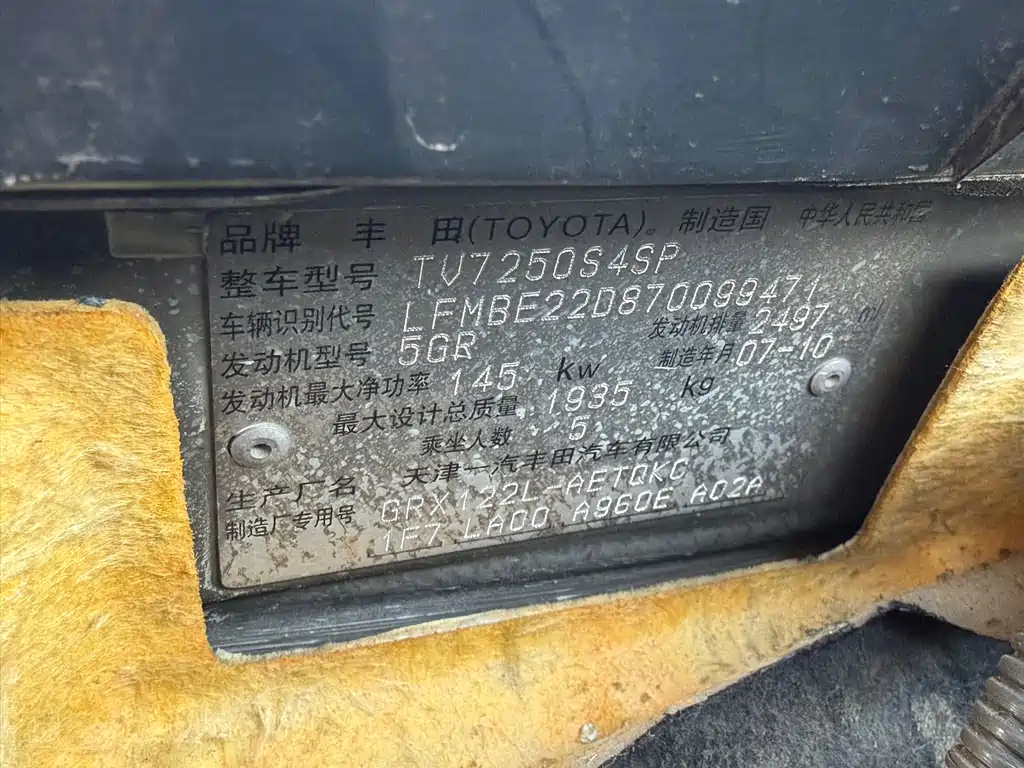 品牌 丰田(TOYOTA)。 制造国 中华人民共和国
整车型号 TV7250S4SP
车辆识别代号 LFMBE22D870099471
发动机型号 5GR 发动机排量 2497 ml
发动机最大净功率 145 kw 制造年月 07-10
最大设计总质量 1935 kg
乘坐人数 5
生产厂名 天津一汽丰田汽车有限公司
制造厂专用号 GRX122L-AETQKC
1F7 LA00 A960E A02A